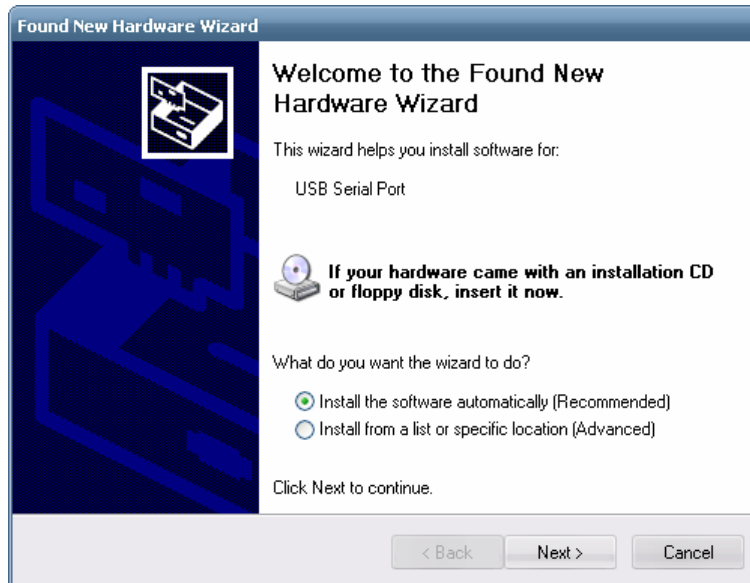 Found New Hardware Wizard
Welcome to the Found New
Hardware Wizard
This wizard helps you install software for:
USB Serial Port
If your hardware came with an installation CD
or floppy disk, insert it now.
What do you want the wizard to do?
Install the software automatically (Recommended)
Install from a list or specific location (Advanced)
Click Next to continue.
< Back
Next >
Cancel